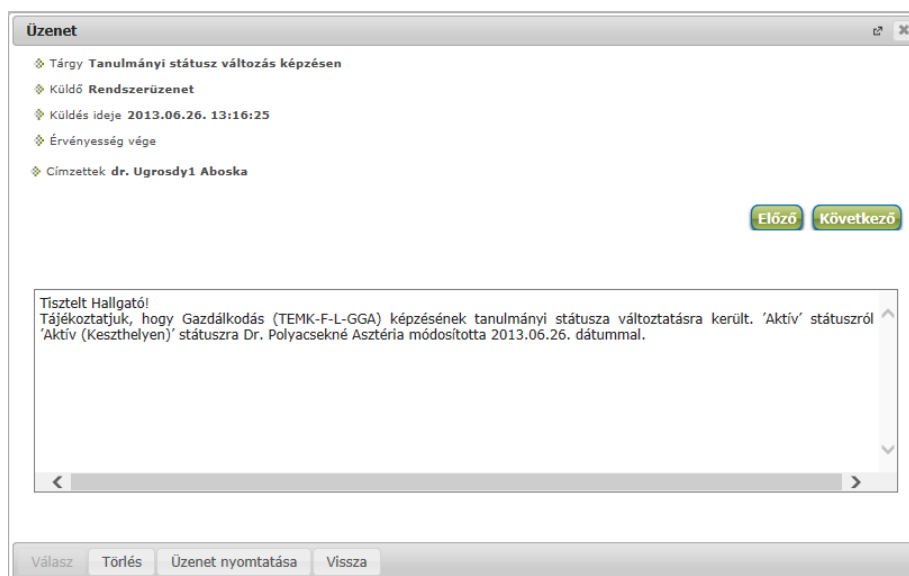 Üzenet
Tárgy Tanulmányi státusz változás képzésen
Küldő Rendszerüzenet
Küldés ideje 2013.06.26. 13:16:25
Érvényesség vége
Címzettek dr. Ugrosdy1 Aboska
Előző Következő
Tisztelt Hallgató!
Tájékoztatjuk, hogy Gazdálkodás (TEMK-F-L-GGA) képzésének tanulmányi státusza változtatásra került. 'Aktív' státuszról
'Aktív (Keszthelyen)' státuszra Dr. Polyacsekné Asztéria módosította 2013.06.26. dátummal.
Válasz Törlés Üzenet nyomtatása Vissza